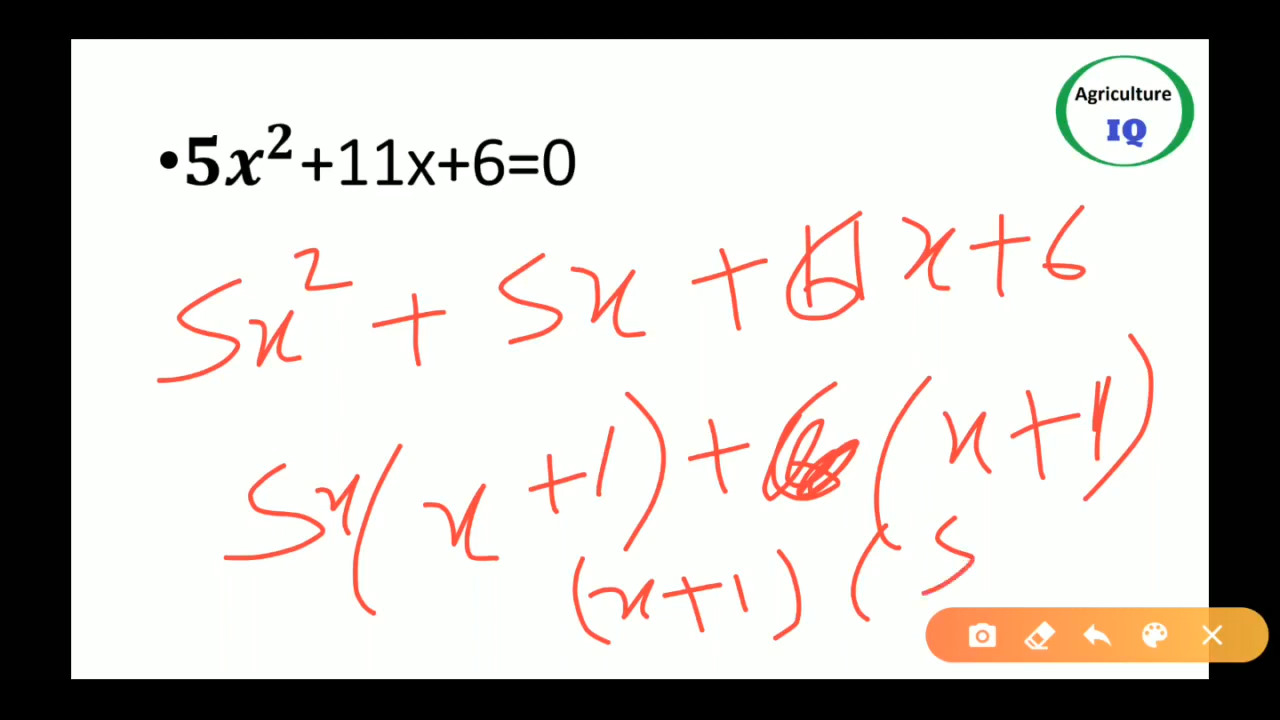 Agriculture
IQ
•5x²+11x+6=0
5x² + 5x + 6x + 6
5x(x+1) + 6(x+1)
(x+1)(5